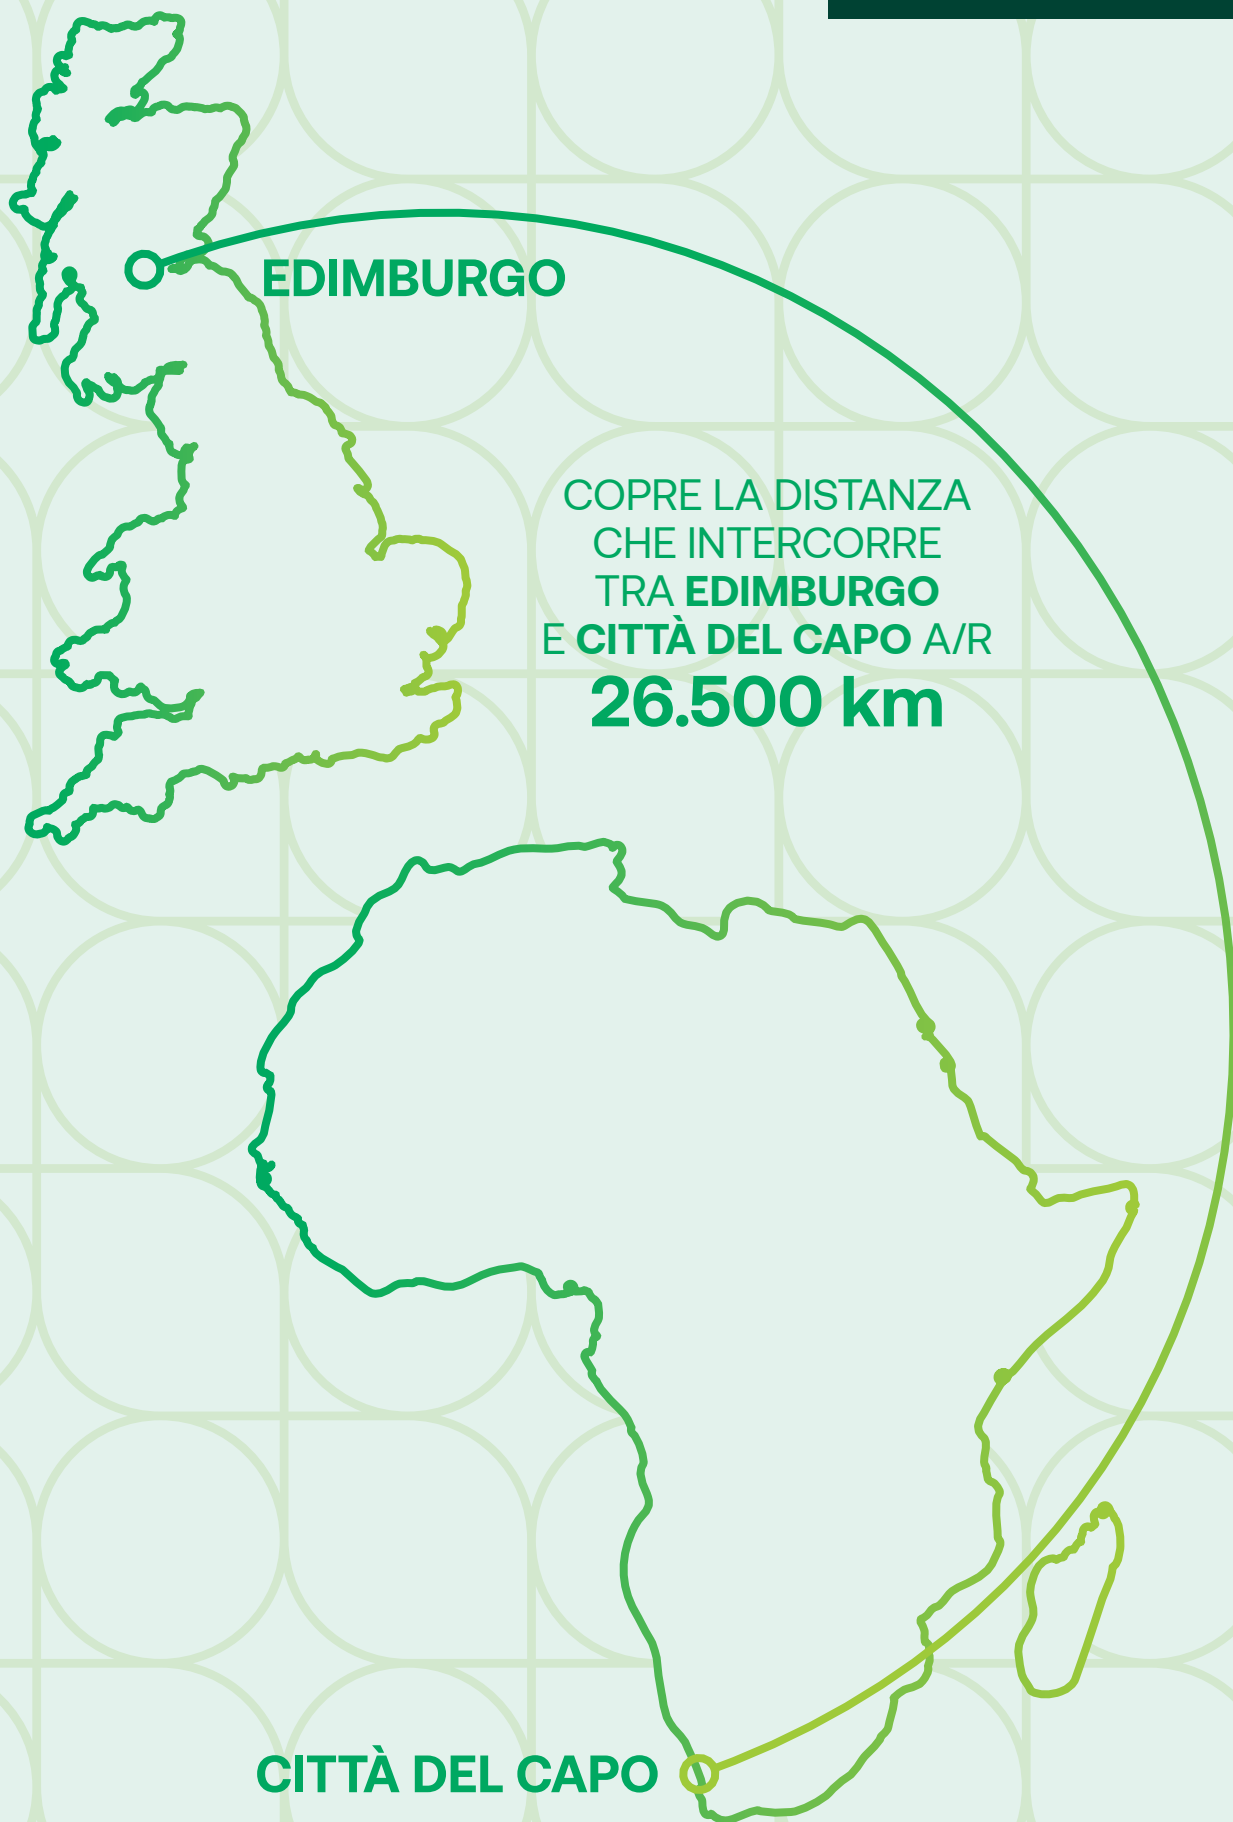 EDIMBURGO
COPRE LA DISTANZA
CHE INTERCORRE
TRA EDIMBURGO
E CITTÀ DEL CAPO A/R
26.500 km
CITTÀ DEL CAPO